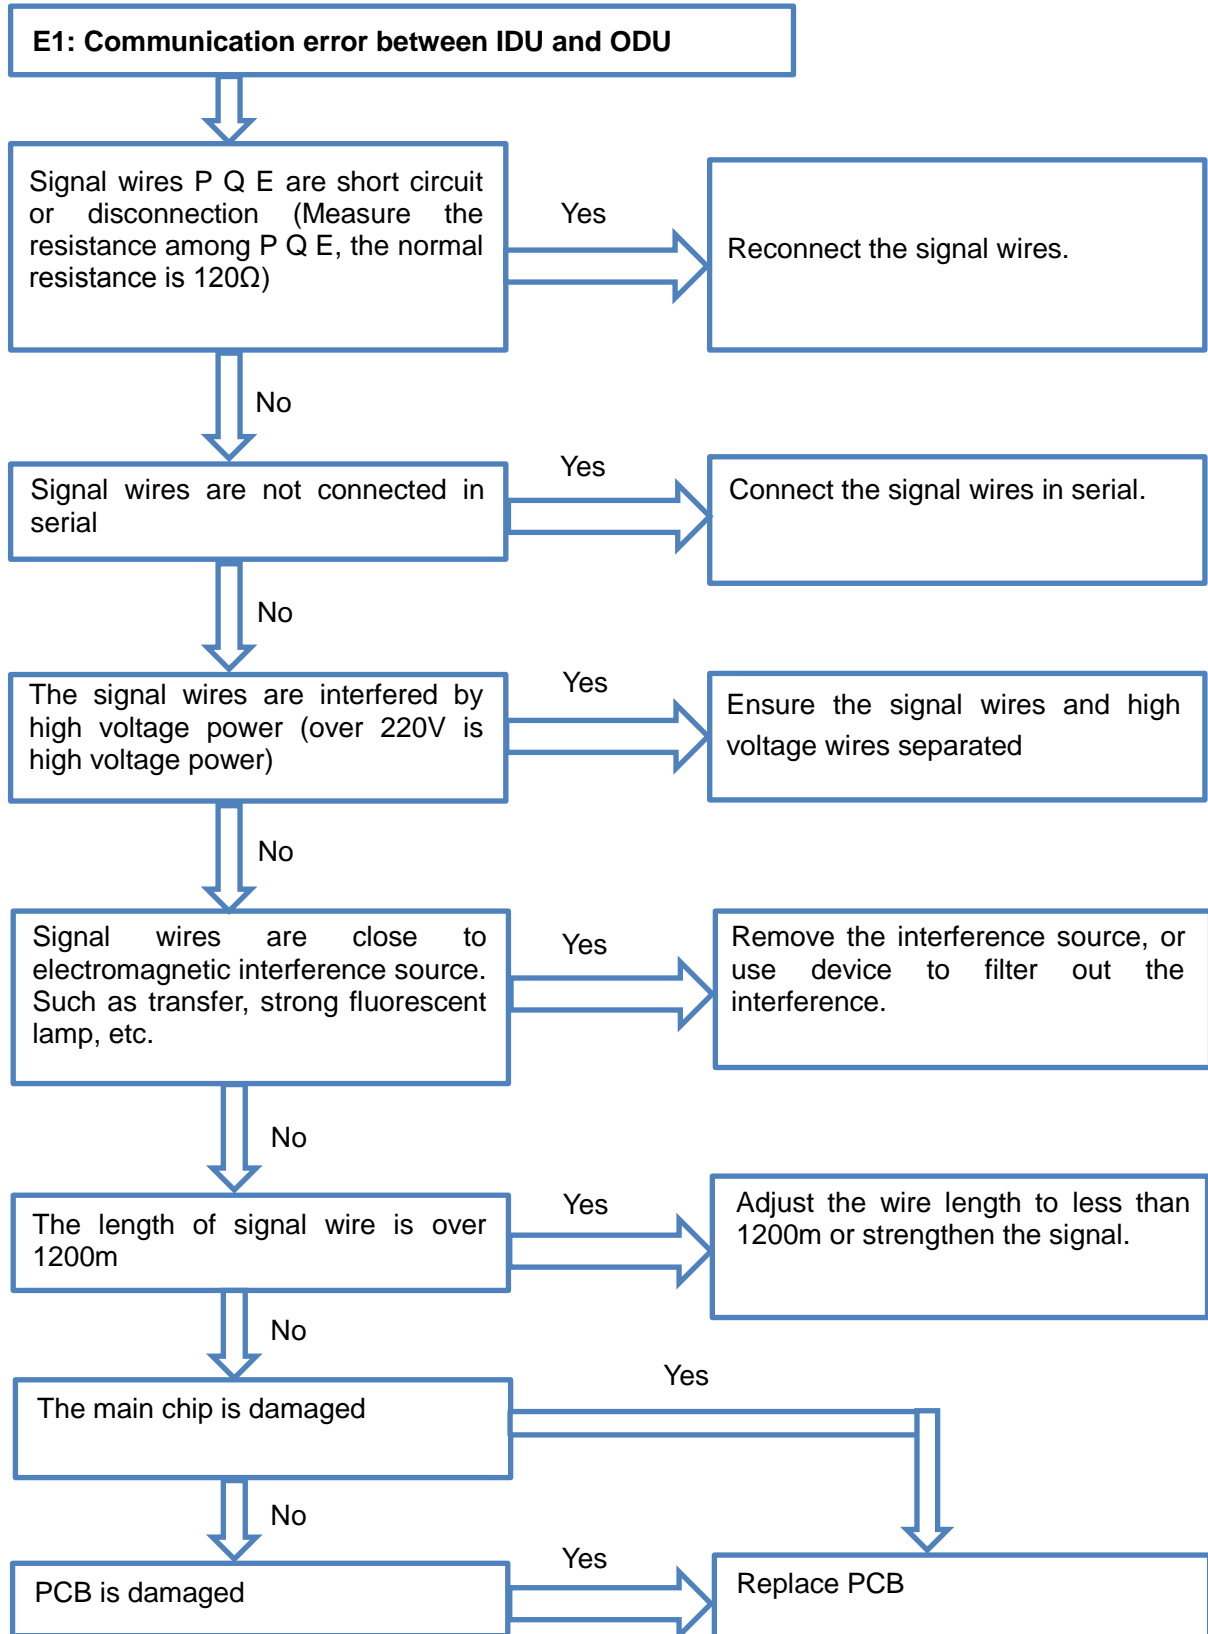 E1: Communication error between IDU and ODU
Signal wires P Q E are short circuit
or disconnection (Measure the
resistance among P Q E, the normal
resistance is 120Ω)
Yes
Reconnect the signal wires.
No
Signal wires are not connected in
serial
Yes
Connect the signal wires in serial.
No
The signal wires are interfered by
high voltage power (over 220V is
high voltage power)
Yes
Ensure the signal wires and high
voltage wires separated
No
Signal wires are close to
electromagnetic interference source.
Such as transfer, strong fluorescent
lamp, etc.
Yes
Remove the interference source, or
use device to filter out the
interference.
No
The length of signal wire is over
1200m
Yes
Adjust the wire length to less than
1200m or strengthen the signal.
No
The main chip is damaged
Yes
No
PCB is damaged
Yes
Replace PCB